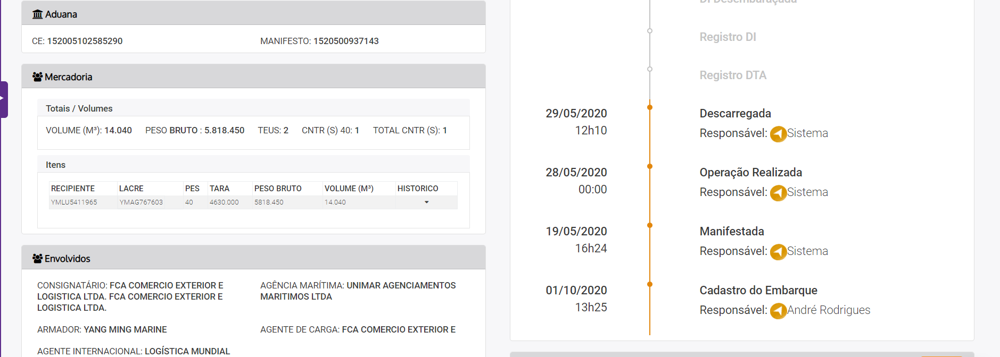 Aduana
CE: 152005102585290
MANIFESTO: 1520500937143
Mercadoria
Totais / Volumes
VOLUME (M³): 14.040 PESO BRUTO : 5.818.450 TEUS: 2 CNTR (S) 40: 1 TOTAL CNTR (S): 1
Itens
RECIPIENTE LACRE PES TARA PESO BRUTO VOLUME (M³) HISTORICO
YMLU5411965 YMAG767603 40 4630.000 5818.450 14.040
Envolvidos
CONSIGNATÁRIO: FCA COMERCIO EXTERIOR E
LOGISTICA LTDA. FCA COMERCIO EXTERIOR E
LOGISTICA LTDA.
AGÊNCIA MARÍTIMA: UNIMAR AGENCIAMENTOS
MARITIMOS LTDA
ARMADOR: YANG MING MARINE
AGENTE DE CARGA: FCA COMERCIO EXTERIOR E
AGENTE INTERNACIONAL: LOGÍSTICA MUNDIAL
DI Desembaraçada
Registro DI
Registro DTA
29/05/2020
12h10
Descarregada
Responsável: Sistema
28/05/2020
00:00
Operação Realizada
Responsável: Sistema
19/05/2020
16h24
Manifestada
Responsável: Sistema
01/10/2020
13h25
Cadastro do Embarque
Responsável: André Rodrigues